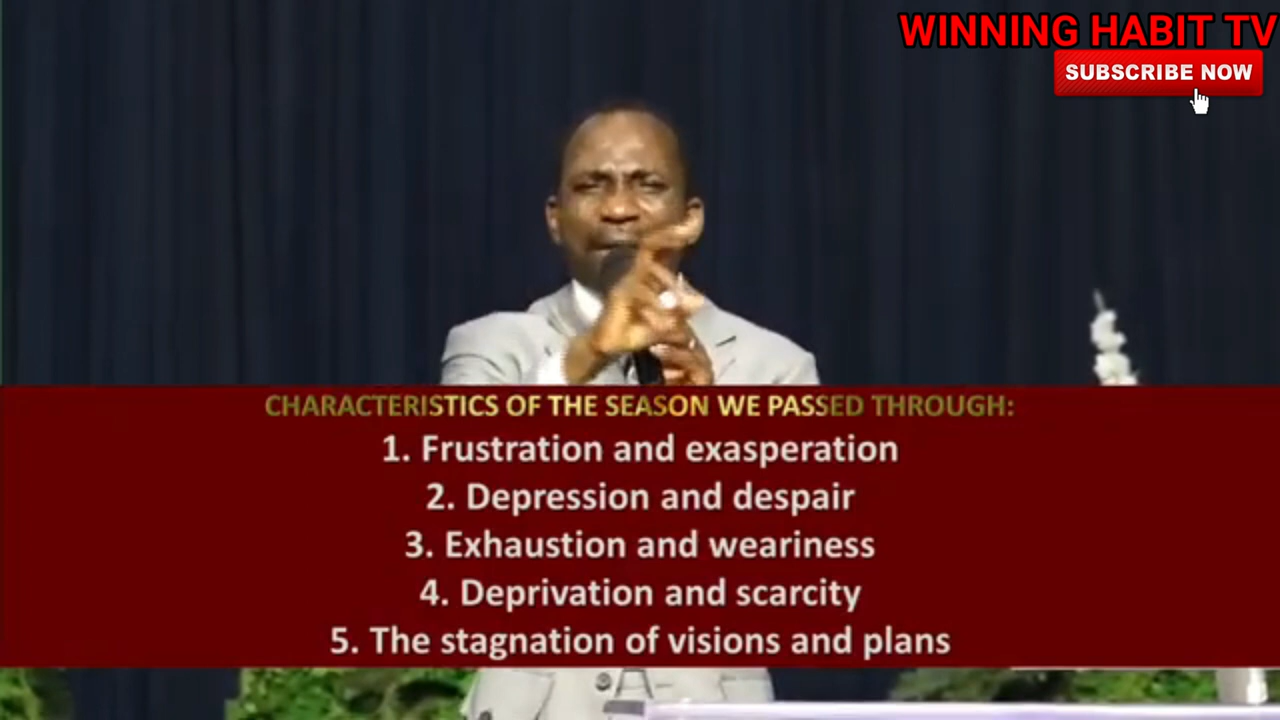 WINNING HABIT TV
SUBSCRIBE NOW
CHARACTERISTICS OF THE SEASON WE PASSED THROUGH:
1. Frustration and exasperation
2. Depression and despair
3. Exhaustion and weariness
4. Deprivation and scarcity
5. The stagnation of visions and plans